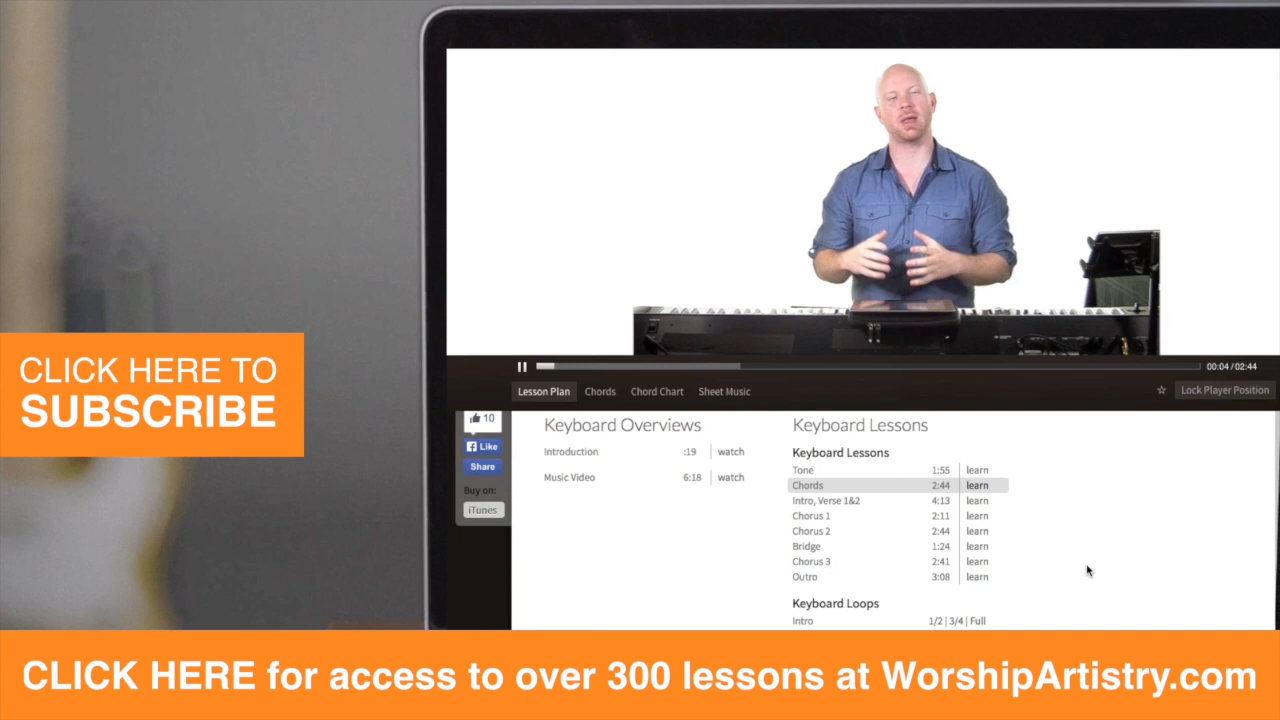 CLICK HERE TO
SUBSCRIBE
00:04 / 02:44
Lesson Plan Chords Chord Chart Sheet Music
☆ Lock Player Position
10
Like
Share
Buy on:
iTunes
Keyboard Overviews
Introduction :19 watch
Music Video 6:18 watch
Keyboard Lessons
Keyboard Lessons
Tone 1:55 learn
Chords 2:44 learn
Intro, Verse 1&2 4:13 learn
Chorus 1 2:11 learn
Chorus 2 2:44 learn
Bridge 1:24 learn
Chorus 3 2:41 learn
Outro 3:08 learn
Keyboard Loops
Intro 1/2 | 3/4 | Full
CLICK HERE for access to over 300 lessons at WorshipArtistry.com